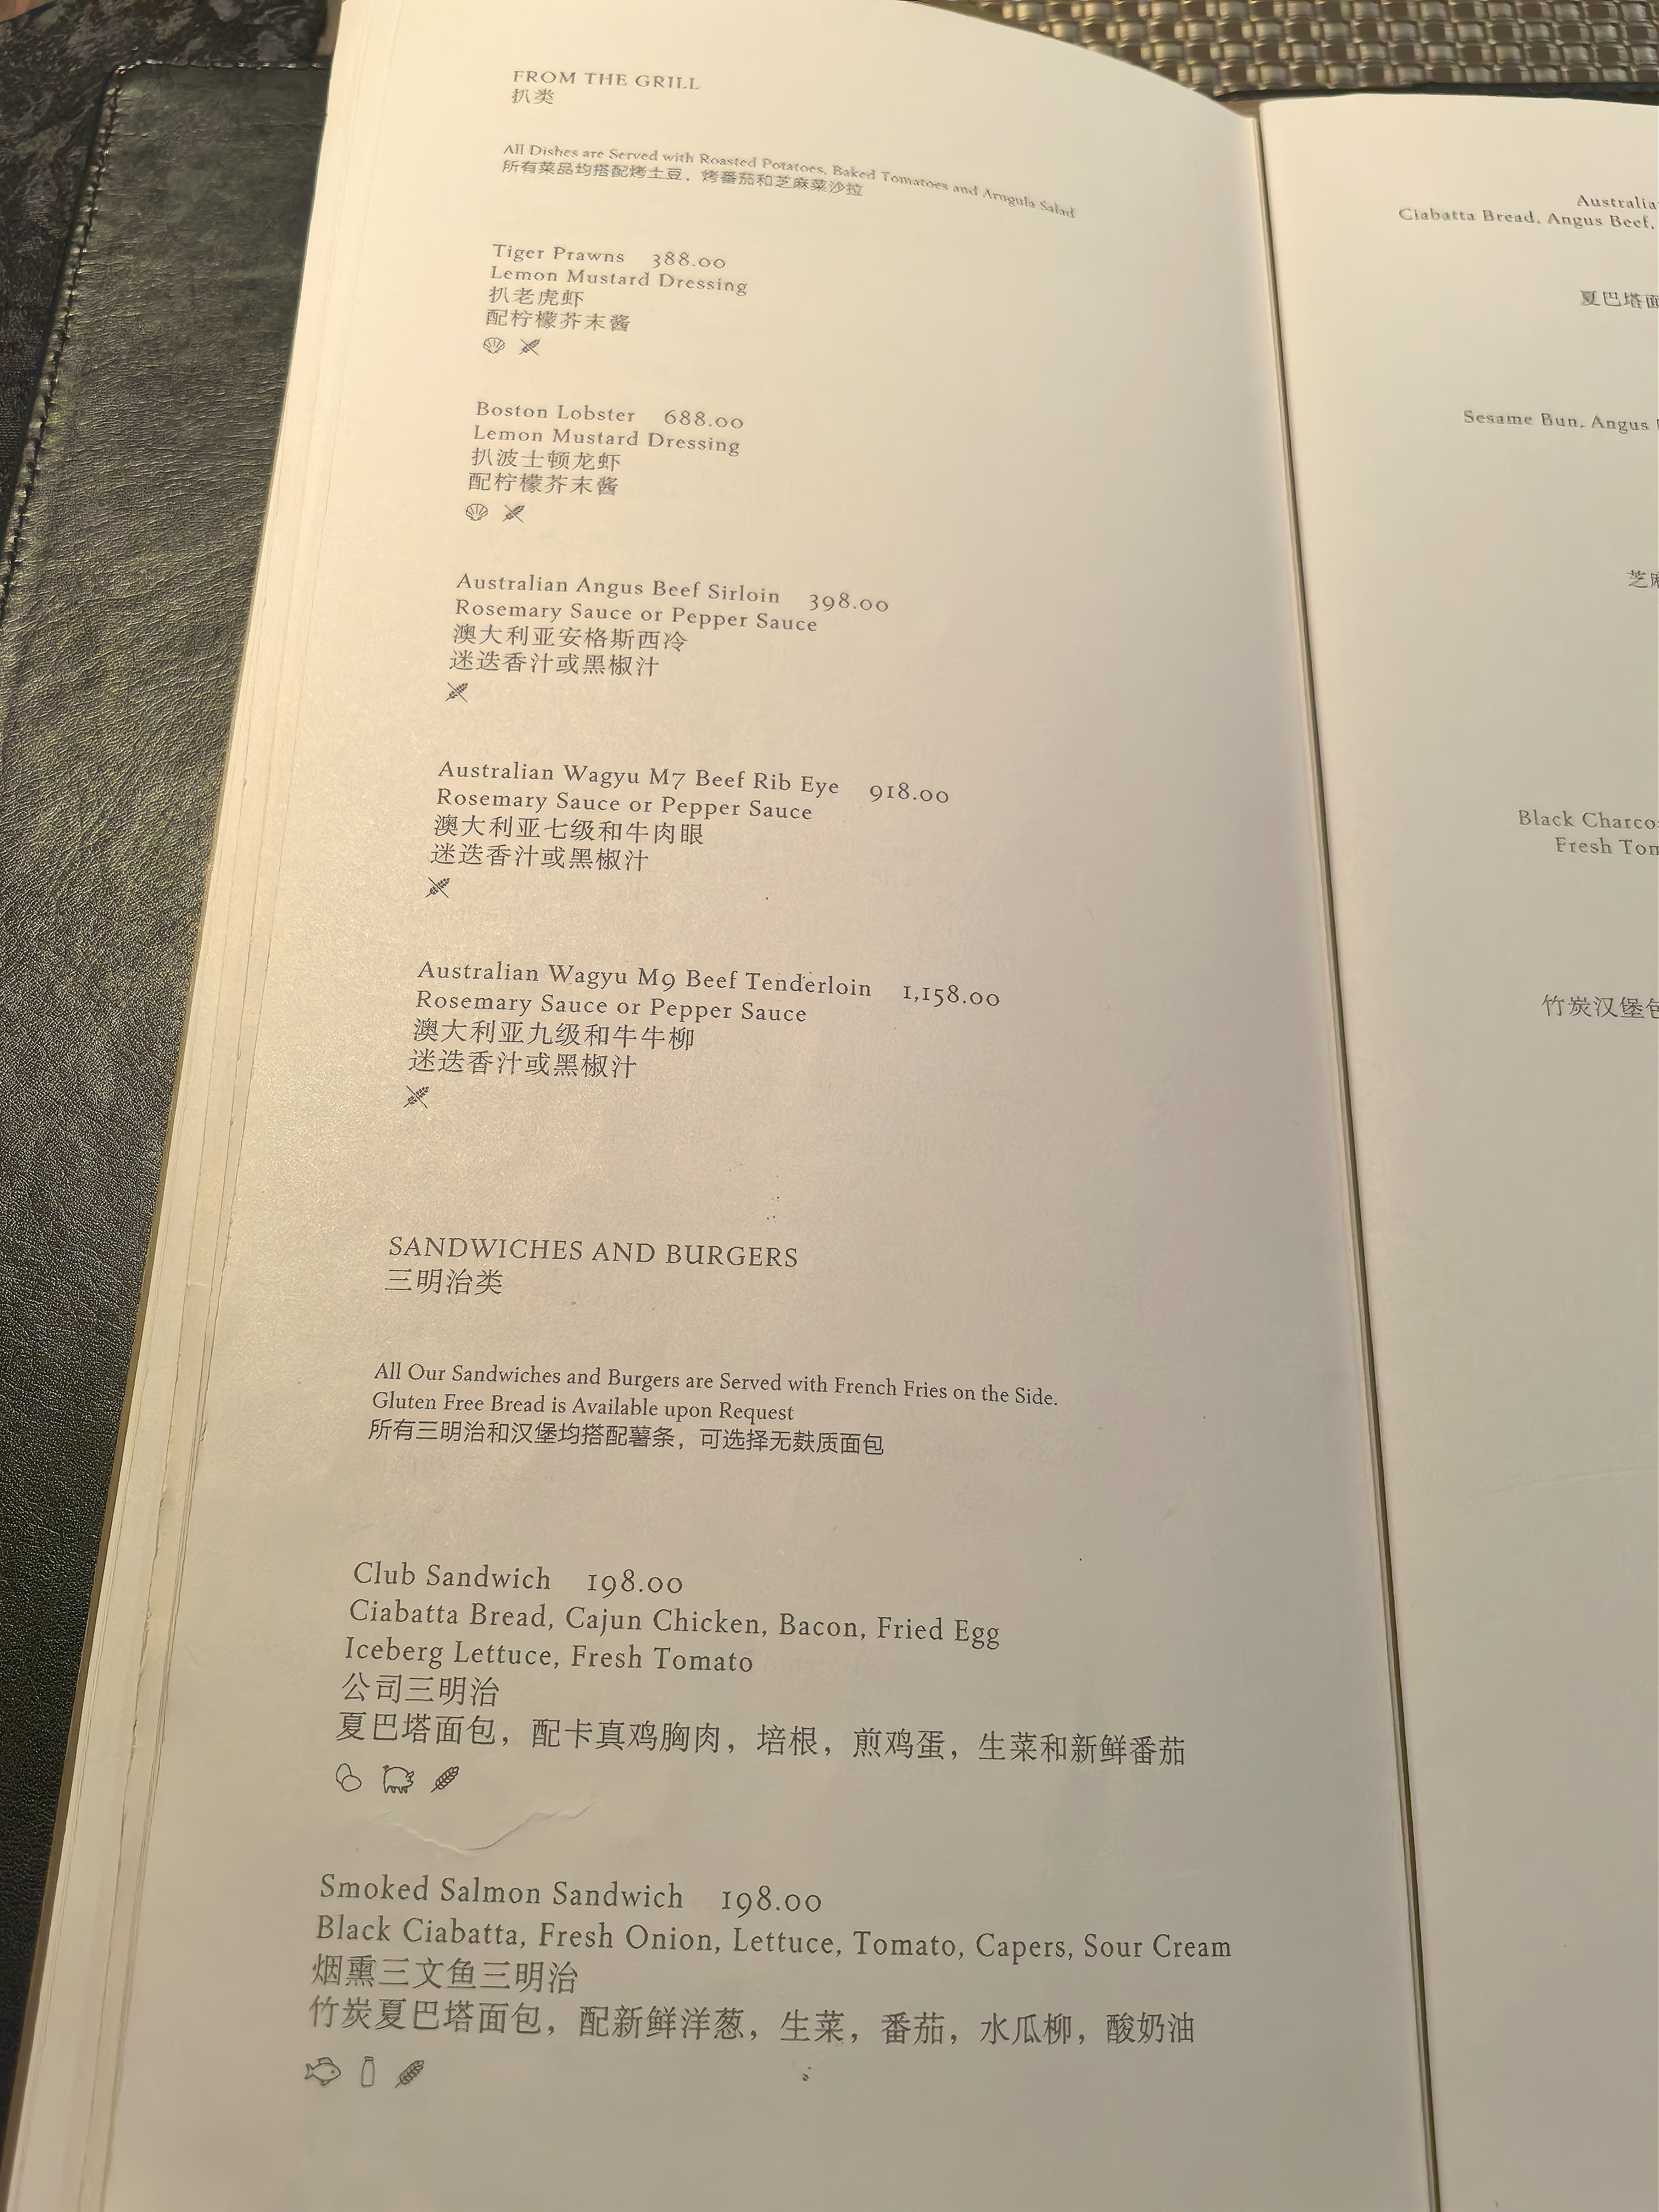 FROM THE GRILL
扒类
All Dishes are Served with Roasted Potatoes, Baked Tomatoes and Arugula Salad
所有菜品均搭配烤土豆，烤番茄和芝麻菜沙拉
Tiger Prawns 388.00
Lemon Mustard Dressing
扒老虎虾
配柠檬芥末酱
Boston Lobster 688.00
Lemon Mustard Dressing
扒波士顿龙虾
配柠檬芥末酱
Australian Angus Beef Sirloin 398.00
Rosemary Sauce or Pepper Sauce
澳大利亚安格斯西冷
迷迭香汁或黑椒汁
Australian Wagyu M7 Beef Rib Eye 918.00
Rosemary Sauce or Pepper Sauce
澳大利亚七级和牛肉眼
迷迭香汁或黑椒汁
Australian Wagyu M9 Beef Tenderloin 1,158.00
Rosemary Sauce or Pepper Sauce
澳大利亚九级和牛牛柳
迷迭香汁或黑椒汁
SANDWICHES AND BURGERS
三明治类
All Our Sandwiches and Burgers are Served with French Fries on the Side.
Gluten Free Bread is Available upon Request
所有三明治和汉堡均搭配薯条，可选择无麸质面包
Club Sandwich 198.00
Ciabatta Bread, Cajun Chicken, Bacon, Fried Egg
Iceberg Lettuce, Fresh Tomato
公司三明治
夏巴塔面包，配卡真鸡胸肉，培根，煎鸡蛋，生菜和新鲜番茄
Smoked Salmon Sandwich 198.00
Black Ciabatta, Fresh Onion, Lettuce, Tomato, Capers, Sour Cream
烟熏三文鱼三明治
竹炭夏巴塔面包，配新鲜洋葱，生菜，番茄，水瓜柳，酸奶油
Australia
Ciabatta Bread, Angus Beef,
夏巴塔面
Sesame Bun, Angus
芝麻
Black Charco
Fresh Tom
竹炭汉堡包